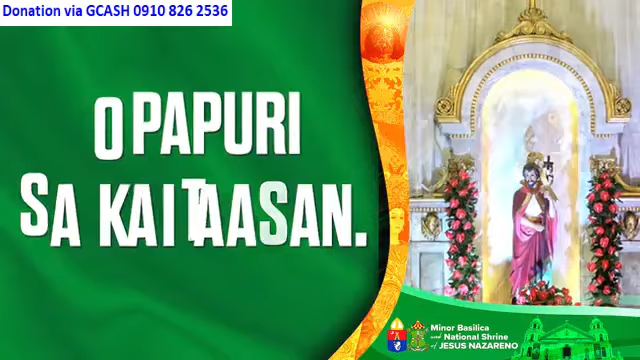 Donation via GCASH 0910 826 2536
O PAPURI
SA KAITAASAN.
Minor Basilica
and National Shrine
of JESUS NAZARENO